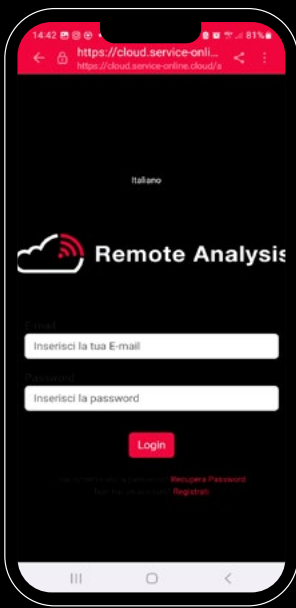 14:42 81%
https://cloud.service-onli...
https://cloud.service-online.cloud/a
Italiano
Remote Analysis
E-mail
Inserisci la tua E-mail
Password
Inserisci la password
Login
Recupera Password
Registrati